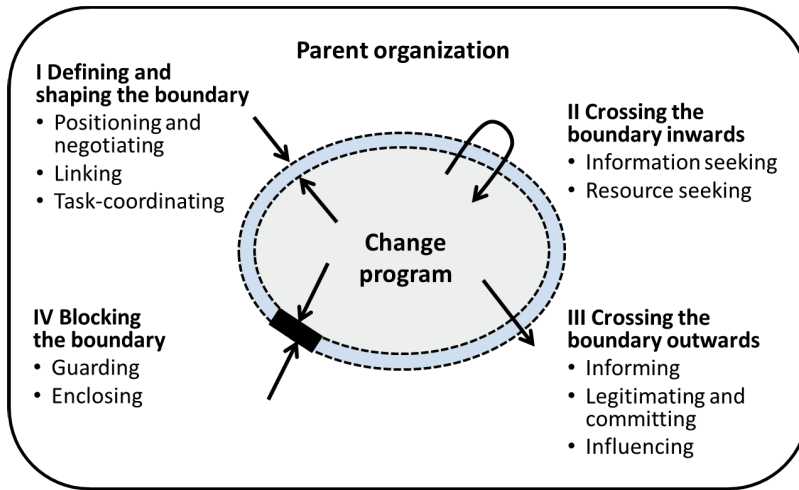 Parent organization
I Defining and
shaping the boundary
• Positioning and
negotiating
• Linking
• Task-coordinating
II Crossing the
boundary inwards
• Information seeking
• Resource seeking
Change
program
IV Blocking
the boundary
• Guarding
• Enclosing
III Crossing the
boundary outwards
• Informing
• Legitimating and
committing
• Influencing